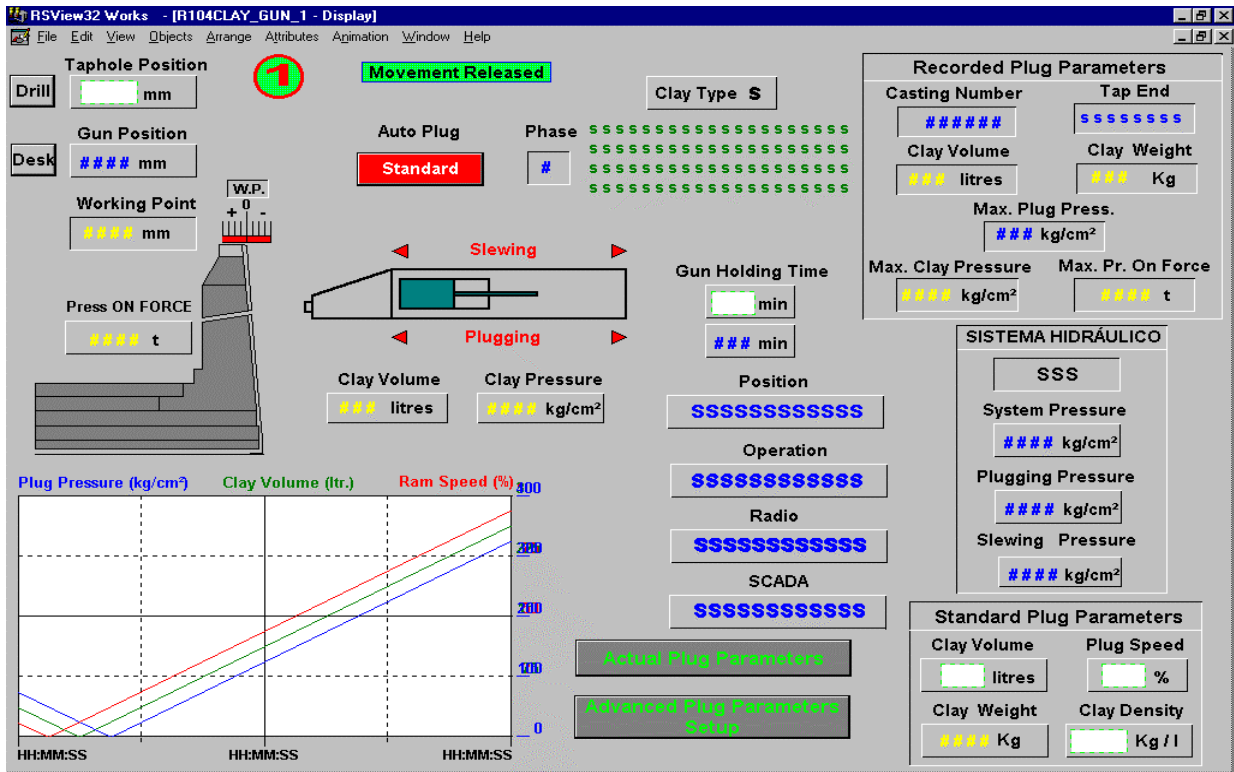 RSView32 Works - [R104CLAY_GUN_1 - Display]
File Edit View Objects Arrange Attributes Animation Window Help
Taphole Position
Drill
mm
1
Movement Released
Clay Type S
Gun Position
Desk
#### mm
Auto Plug
Standard
Phase
#
S S S S S S S S S S S S S S S S S S S S
S S S S S S S S S S S S S S S S S S S S
S S S S S S S S S S S S S S S S S S S S
S S S S S S S S S S S S S S S S S S S S
Working Point
#### mm
W.P.
+ 0 -
Press ON FORCE
#### t
Slewing
Plugging
Clay Volume
### litres
Clay Pressure
#### kg/cm²
Gun Holding Time
min
### min
Position
SSSSSSSSSSSS
Operation
SSSSSSSSSSSS
Radio
SSSSSSSSSSSS
SCADA
SSSSSSSSSSSS
Actual Plug Parameters
Advanced Plug Parameters
Setup
Recorded Plug Parameters
Casting Number
######
Tap End
S S S S S S S S
Clay Volume
### litres
Clay Weight
### Kg
Max. Plug Press.
### kg/cm²
Max. Clay Pressure
#### kg/cm²
Max. Pr. On Force
#### t
SISTEMA HIDRÁULICO
SSS
System Pressure
#### kg/cm²
Plugging Pressure
#### kg/cm²
Slewing Pressure
#### kg/cm²
Standard Plug Parameters
Clay Volume
litres
Plug Speed
%
Clay Weight
#### Kg
Clay Density
Kg / l
Plug Pressure (kg/cm²) Clay Volume (ltr.) Ram Speed (%)
0
HH:MM:SS HH:MM:SS HH:MM:SS